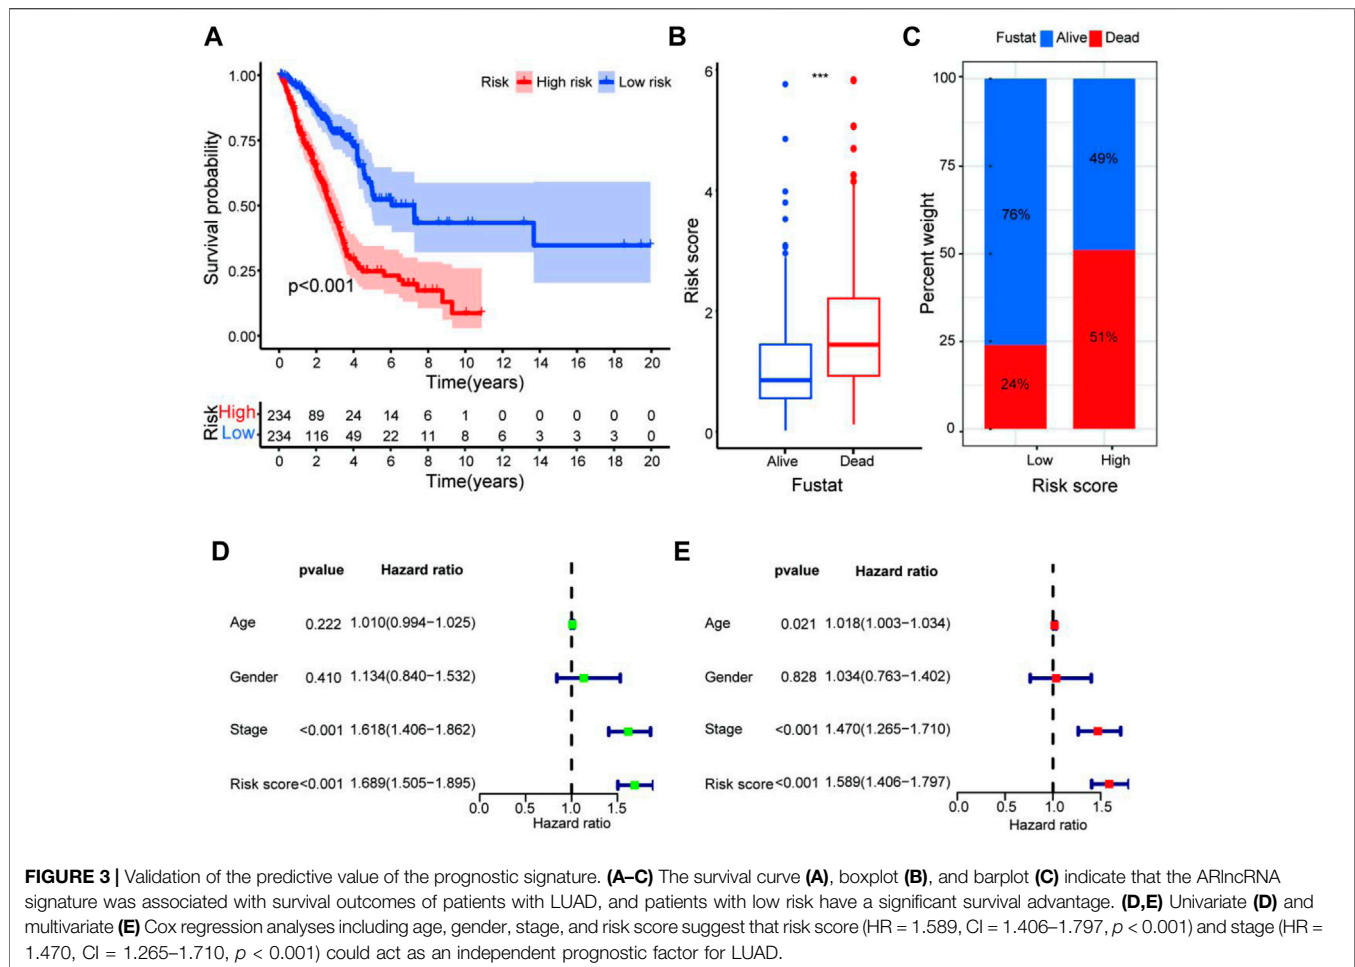 A
Risk High risk Low risk
Survival probability
1.00
0.75
0.50
0.25
0.00
p<0.001
0 2 4 6 8 10 12 14 16 18 20
Time(years)
Risk
High 234 89 24 14 6 1 0 0 0 0 0
Low 234 116 49 22 11 8 6 3 3 3 0
0 2 4 6 8 10 12 14 16 18 20
Time(years)
B
***
Risk score
6
4
2
0
Alive Dead
Fustat
C
Fustat Alive Dead
Percent weight
100
75
50
25
0
76%
24%
49%
51%
Low High
Risk score
D
pvalue Hazard ratio
Age 0.222 1.010(0.994−1.025)
Gender 0.410 1.134(0.840−1.532)
Stage <0.001 1.618(1.406−1.862)
Risk score <0.001 1.689(1.505−1.895)
0.0 0.5 1.0 1.5
Hazard ratio
E
pvalue Hazard ratio
Age 0.021 1.018(1.003−1.034)
Gender 0.828 1.034(0.763−1.402)
Stage <0.001 1.470(1.265−1.710)
Risk score <0.001 1.589(1.406−1.797)
0.0 0.5 1.0 1.5
Hazard ratio
FIGURE 3 | Validation of the predictive value of the prognostic signature. (A–C) The survival curve (A), boxplot (B), and barplot (C) indicate that the ARlncRNA
signature was associated with survival outcomes of patients with LUAD, and patients with low risk have a significant survival advantage. (D,E) Univariate (D) and
multivariate (E) Cox regression analyses including age, gender, stage, and risk score suggest that risk score (HR = 1.589, CI = 1.406–1.797, p < 0.001) and stage (HR =
1.470, CI = 1.265–1.710, p < 0.001) could act as an independent prognostic factor for LUAD.